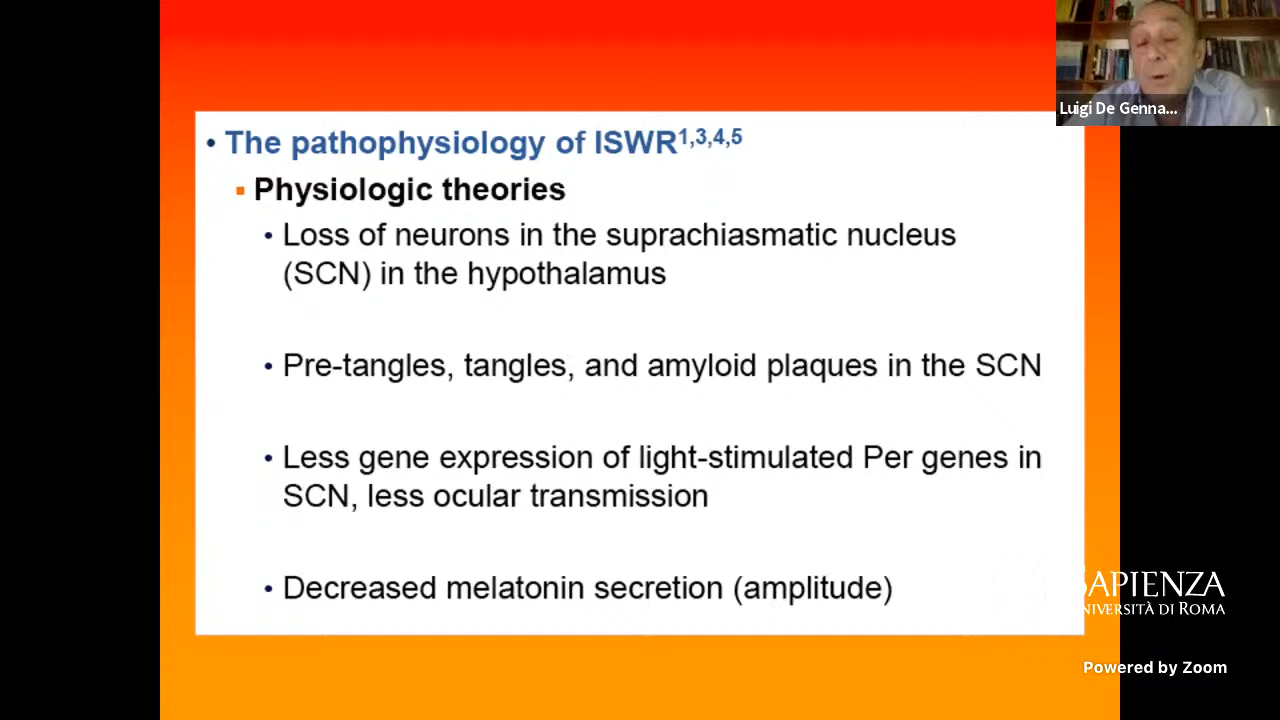 Luigi De Genna...
• The pathophysiology of ISWR1,3,4,5
▪ Physiologic theories
• Loss of neurons in the suprachiasmatic nucleus
(SCN) in the hypothalamus
• Pre-tangles, tangles, and amyloid plaques in the SCN
• Less gene expression of light-stimulated Per genes in
SCN, less ocular transmission
• Decreased melatonin secretion (amplitude)
SAPIENZA
UNIVERSITÀ DI ROMA
Powered by Zoom